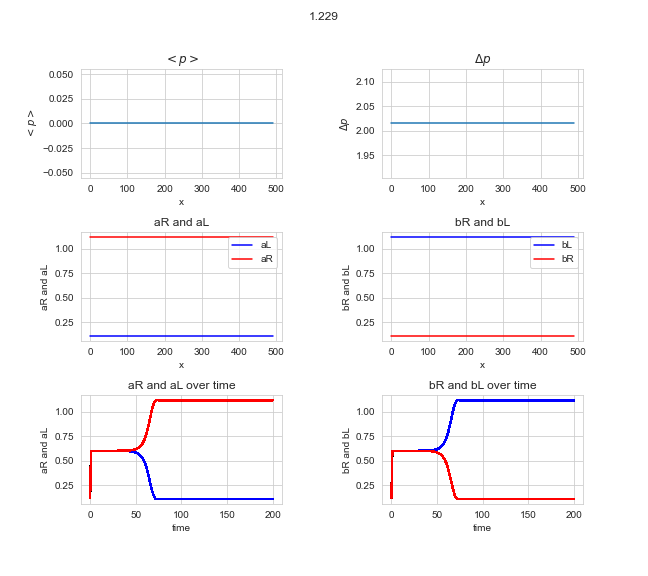 1.229
< p >
Δp
0.050
0.025
0.000
−0.025
−0.050
< p >
0 100 200 300 400 500
x
2.10
2.05
2.00
1.95
Δp
0 100 200 300 400 500
x
aR and aL
bR and bL
1.00
0.75
0.50
0.25
aR and aL
aL
aR
0 100 200 300 400 500
x
1.00
0.75
0.50
0.25
bR and bL
bL
bR
0 100 200 300 400 500
x
aR and aL over time
bR and bL over time
1.00
0.75
0.50
0.25
aR and aL
0 50 100 150 200
time
1.00
0.75
0.50
0.25
bR and bL
0 50 100 150 200
time